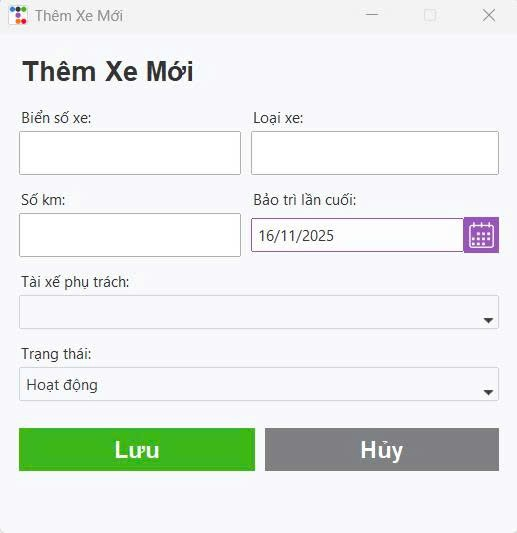 Thêm Xe Mới
Thêm Xe Mới
Biển số xe:
Loại xe:
Số km:
Bảo trì lần cuối:
16/11/2025
Tài xế phụ trách:
Trạng thái:
Hoạt động
Lưu
Hủy